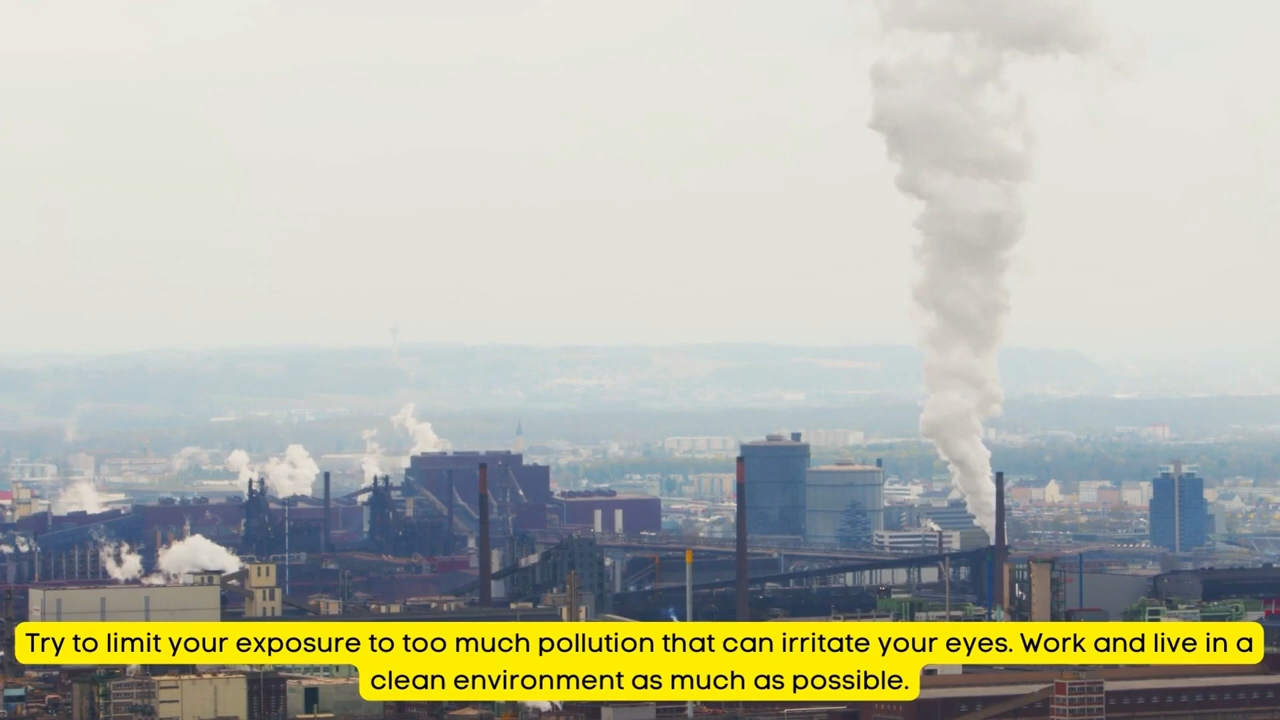 Try to limit your exposure to too much pollution that can irritate your eyes. Work and live in a
clean environment as much as possible.